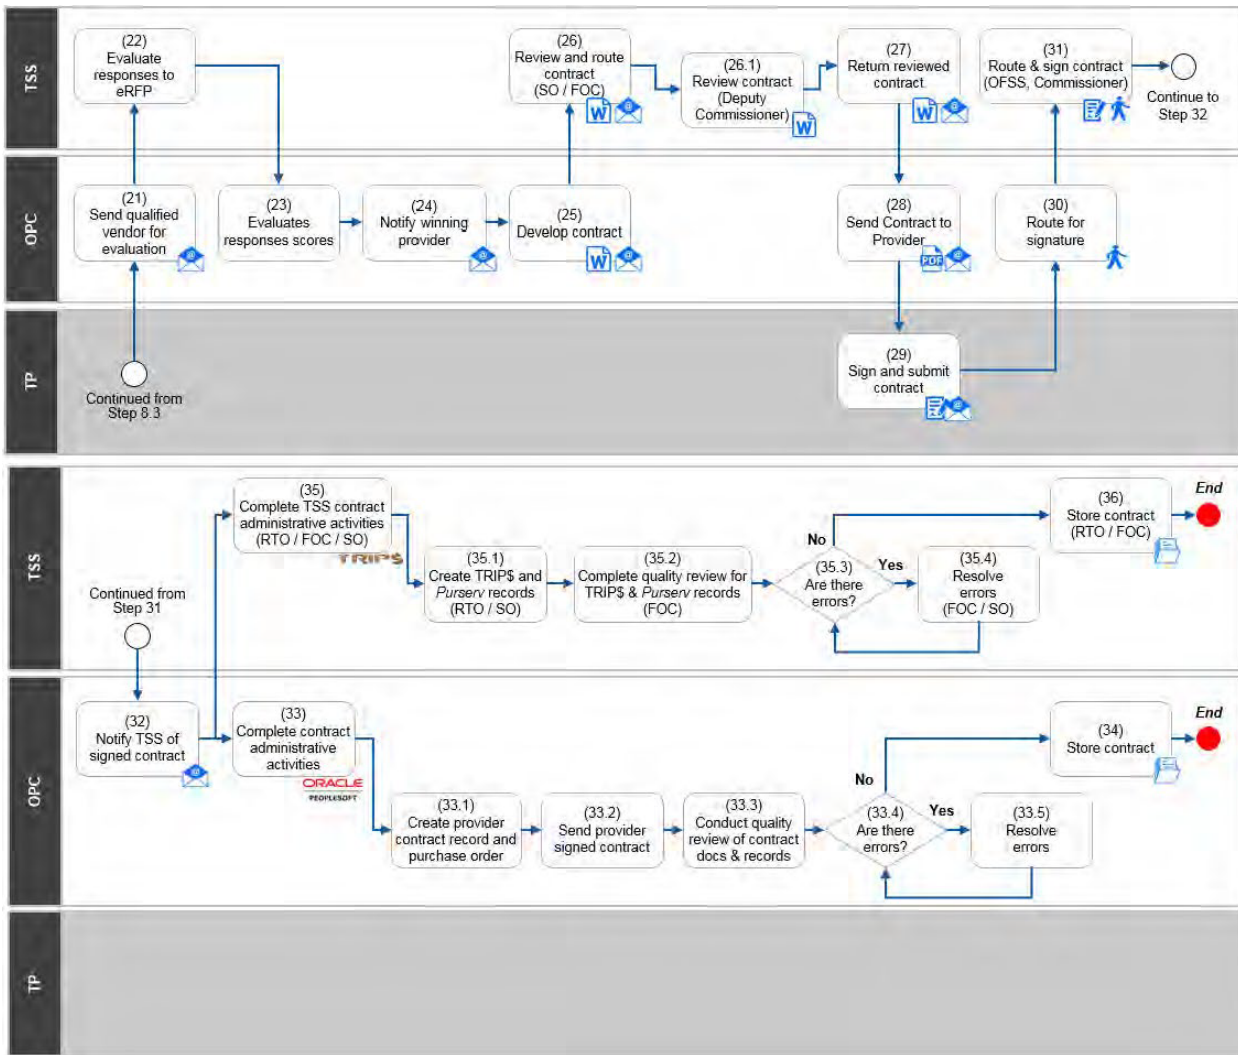 TSS
(22)
Evaluate
responses to
eRFP
(26)
Review and route
contract
(SO / FOC)
W
@
(26.1)
Review contract
(Deputy
Commissioner)
W
(27)
Return reviewed
contract
W
@
(31)
Route & sign contract
(OFSS, Commissioner)
Continue to
Step 32
OPC
(21)
Send qualified
vendor for
evaluation
@
(23)
Evaluates
responses scores
(24)
Notify winning
provider
@
(25)
Develop contract
W
@
(28)
Send Contract to
Provider
PDF
@
(30)
Route for
signature
TP
Continued from
Step 8.3
(29)
Sign and submit
contract
@
TSS
Continued from
Step 31
(35)
Complete TSS contract
administrative activities
(RTO / FOC / SO)
TRIP$
(35.1)
Create TRIP$ and
Purserv records
(RTO / SO)
(35.2)
Complete quality review for
TRIP$ & Purserv records
(FOC)
No
(35.3)
Are there
errors?
Yes
(35.4)
Resolve
errors
(FOC / SO)
(36)
Store contract
(RTO / FOC)
End
OPC
(32)
Notify TSS of
signed contract
@
(33)
Complete contract
administrative
activities
ORACLE
PEOPLESOFT
(33.1)
Create provider
contract record and
purchase order
(33.2)
Send provider
signed contract
(33.3)
Conduct quality
review of contract
docs & records
No
(33.4)
Are there
errors?
Yes
(33.5)
Resolve
errors
(34)
Store contract
End
TP